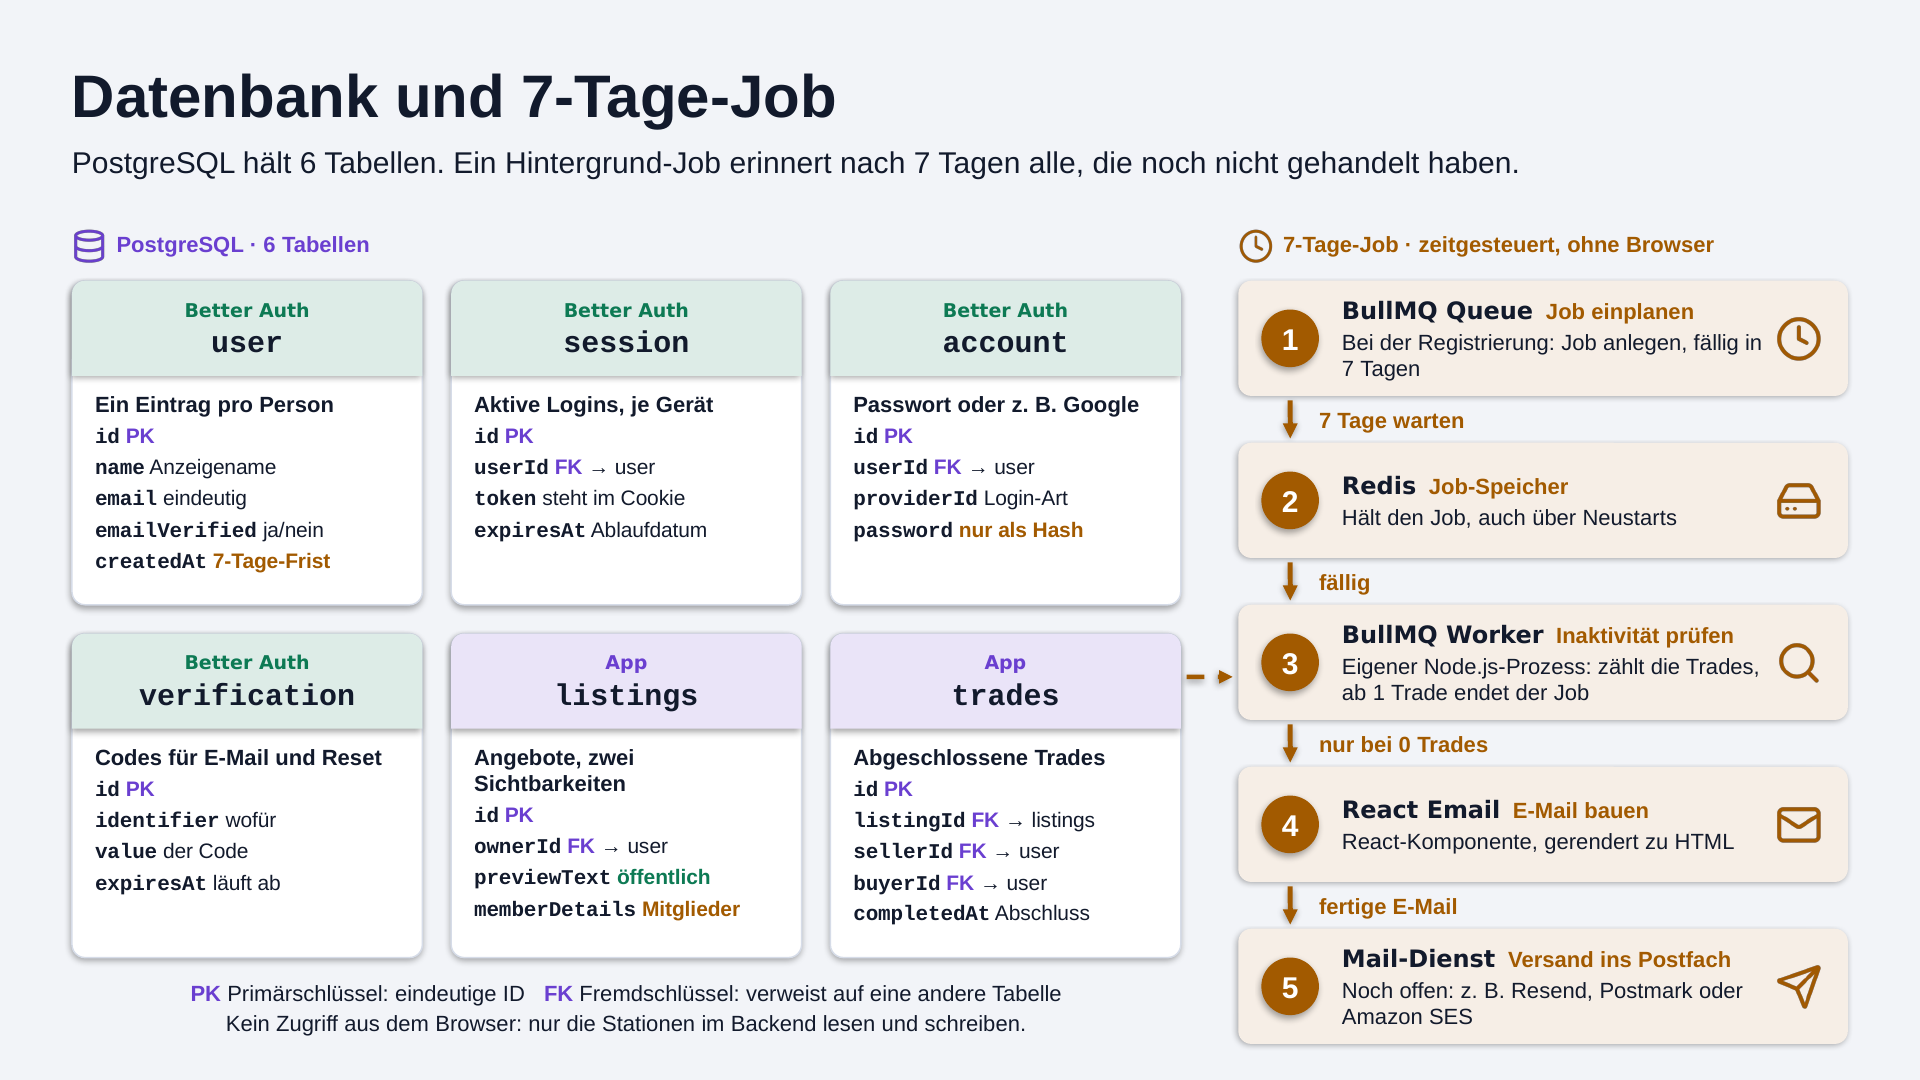 Datenbank und 7-Tage-Job
PostgreSQL hält 6 Tabellen. Ein Hintergrund-Job erinnert nach 7 Tagen alle, die noch nicht gehandelt haben.
PostgreSQL · 6 Tabellen
Better Auth
user
Ein Eintrag pro Person
id PK
name Anzeigename
email eindeutig
emailVerified ja/nein
createdAt 7-Tage-Frist
Better Auth
session
Aktive Logins, je Gerät
id PK
userId FK → user
token steht im Cookie
expiresAt Ablaufdatum
Better Auth
account
Passwort oder z. B. Google
id PK
userId FK → user
providerId Login-Art
password nur als Hash
Better Auth
verification
Codes für E-Mail und Reset
id PK
identifier wofür
value der Code
expiresAt läuft ab
App
listings
Angebote, zwei
Sichtbarkeiten
id PK
ownerId FK → user
previewText öffentlich
memberDetails Mitglieder
App
trades
Abgeschlossene Trades
id PK
listingId FK → listings
sellerId FK → user
buyerId FK → user
completedAt Abschluss
PK Primärschlüssel: eindeutige ID FK Fremdschlüssel: verweist auf eine andere Tabelle
Kein Zugriff aus dem Browser: nur die Stationen im Backend lesen und schreiben.
7-Tage-Job · zeitgesteuert, ohne Browser
1
BullMQ Queue Job einplanen
Bei der Registrierung: Job anlegen, fällig in
7 Tagen
7 Tage warten
2
Redis Job-Speicher
Hält den Job, auch über Neustarts
fällig
3
BullMQ Worker Inaktivität prüfen
Eigener Node.js-Prozess: zählt die Trades,
ab 1 Trade endet der Job
nur bei 0 Trades
4
React Email E-Mail bauen
React-Komponente, gerendert zu HTML
fertige E-Mail
5
Mail-Dienst Versand ins Postfach
Noch offen: z. B. Resend, Postmark oder
Amazon SES